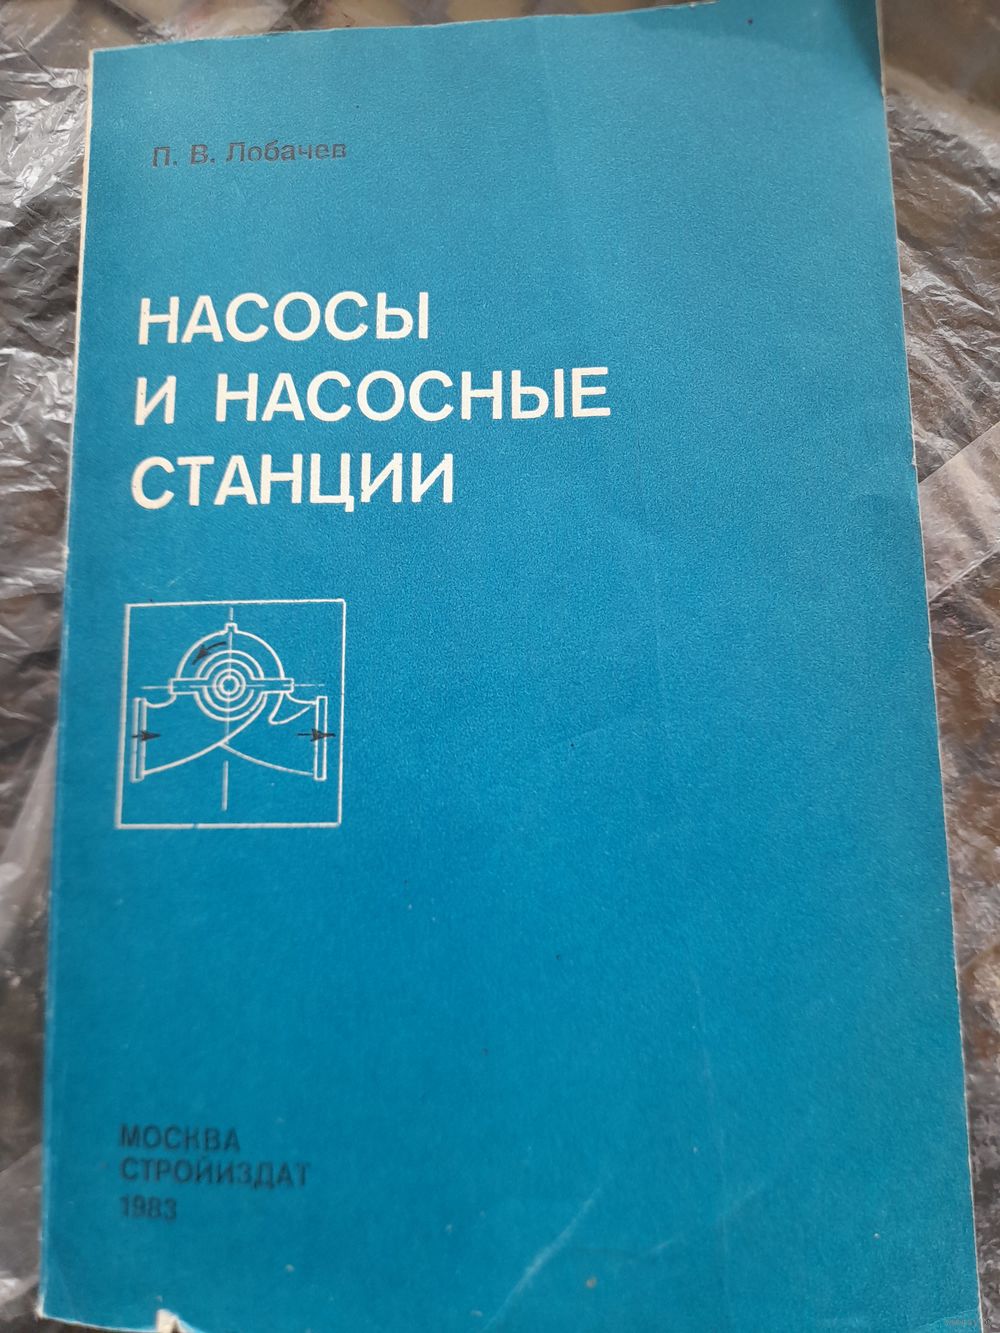 П. В. Лобачев
НАСОСЫ
И НАСОСНЫЕ
СТАНЦИИ
МОСКВА
СТРОЙИЗДАТ
1983